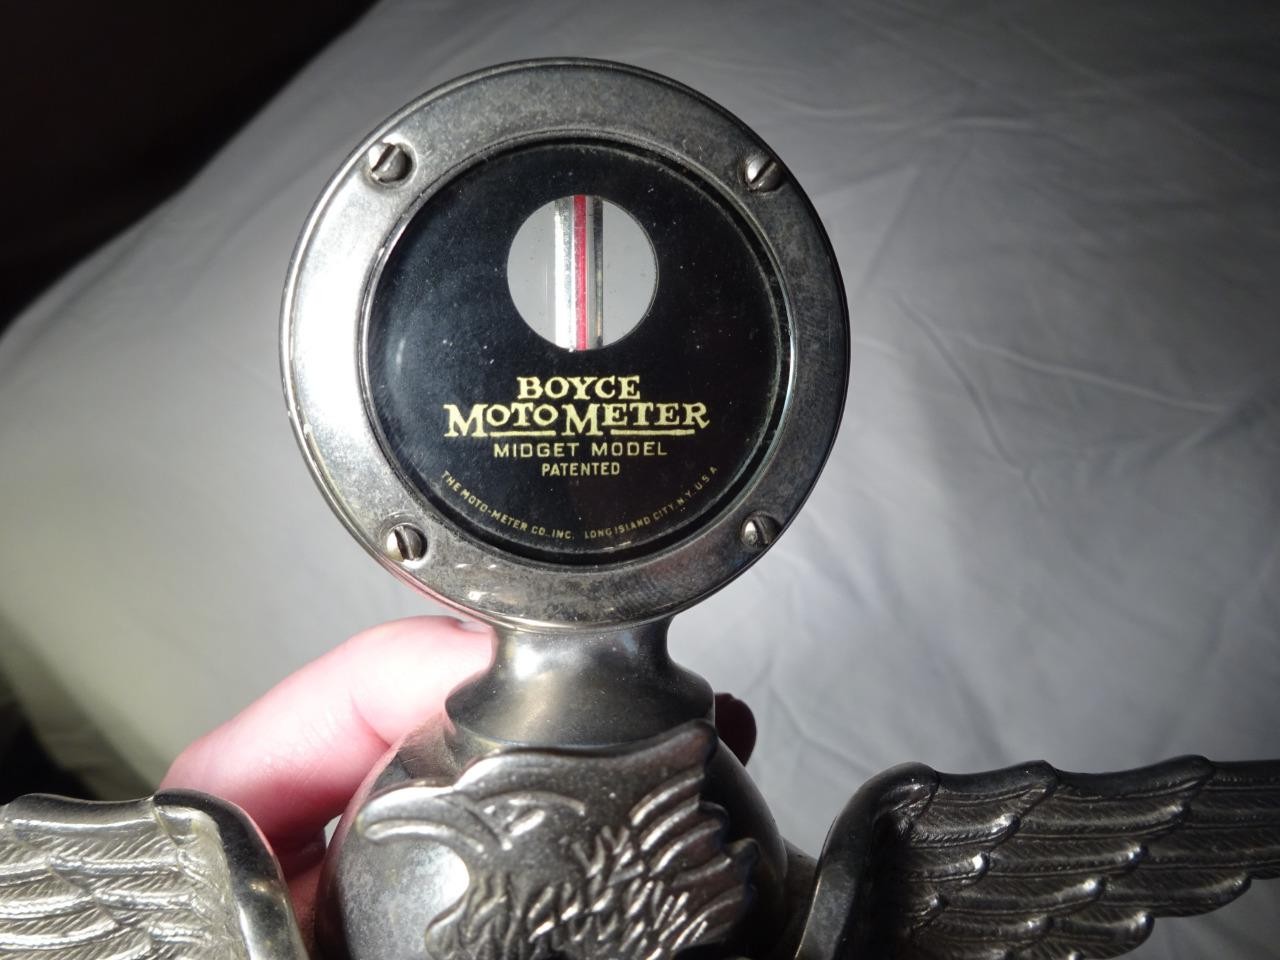 BOYCE
MOTOMETER
MIDGET MODEL
PATENTED
THE MOTO-METER CO., INC. LONG ISLAND CITY, N.Y. U.S.A